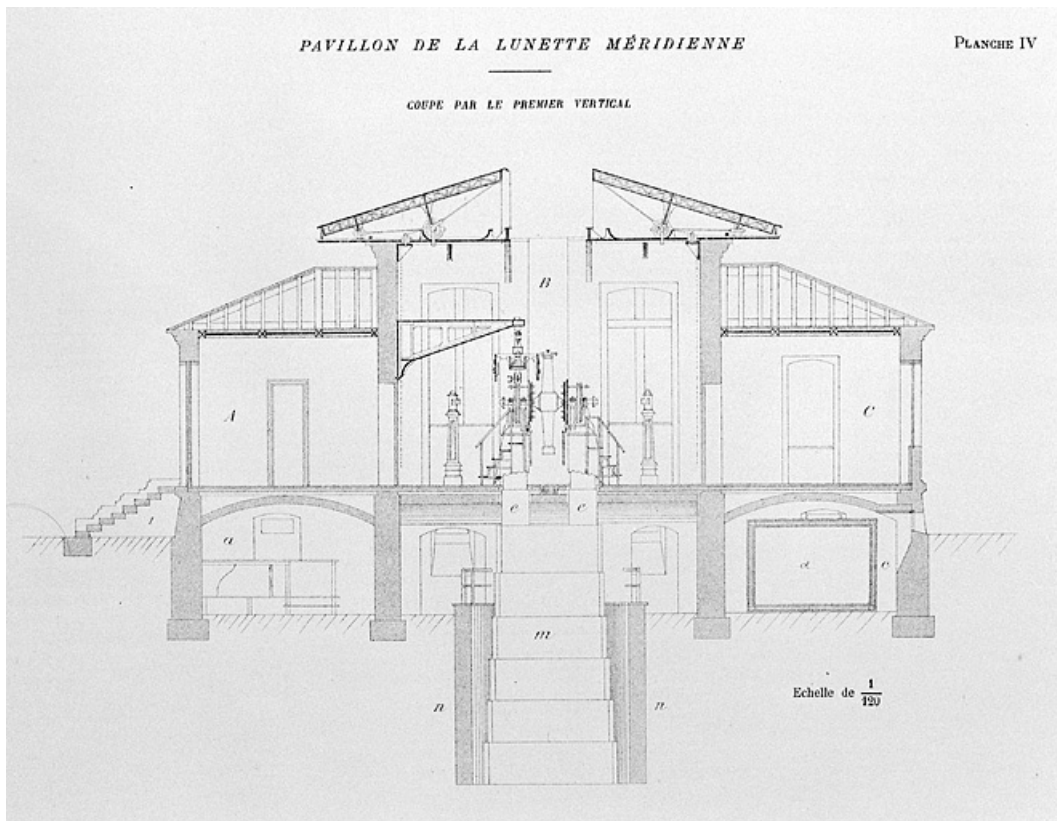 PAVILLON DE LA LUNETTE MÉRIDIENNE
PLANCHE IV
COUPE PAR LE PREMIER VERTICAL
B
A
C
e
c
l
a
d
c
m
n
n
Echelle de 1/120